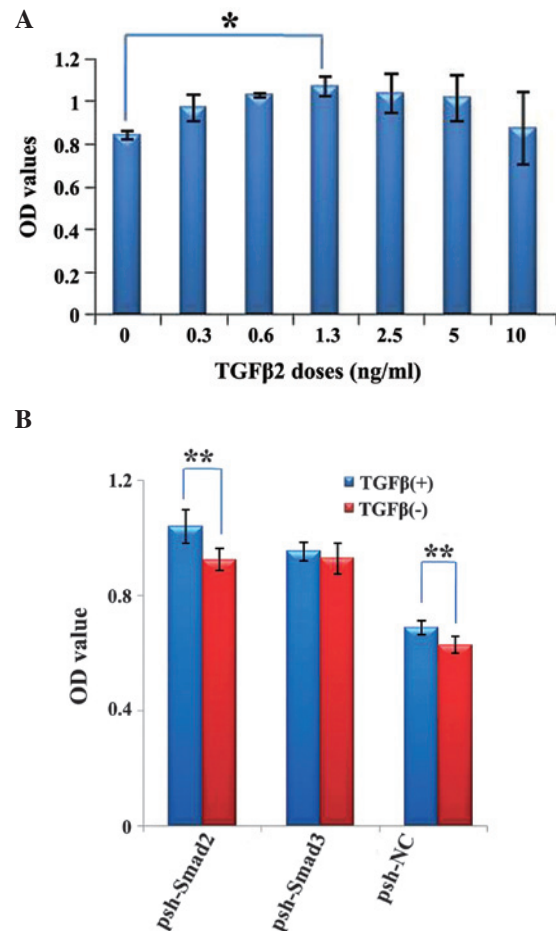 A
*
OD values
1.2
1
0.8
0.6
0.4
0.2
0
0 0.3 0.6 1.3 2.5 5 10
TGFβ2 doses (ng/ml)
B
**
TGFβ(+)
TGFβ(-)
**
OD value
1.2
0.8
0.4
0
psh-Smad2 psh-Smad3 psh-NC